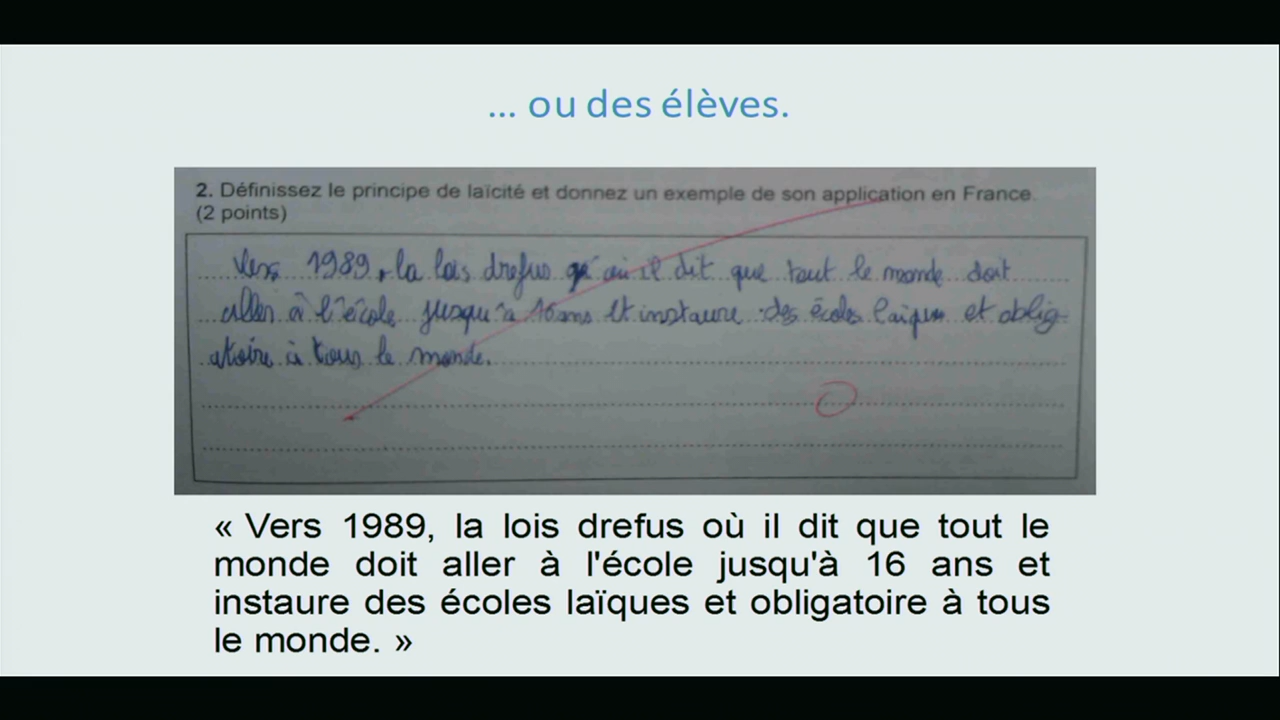 ... ou des élèves.
2. Définissez le principe de laïcité et donnez un exemple de son application en France.
(2 points)
Vers 1989, la lois drefus où il dit que tout le monde doit
aller à l'école jusqu'à 16 ans et instaure des écoles laïques et oblig-
atoire à tous le monde.
« Vers 1989, la lois drefus où il dit que tout le
monde doit aller à l'école jusqu'à 16 ans et
instaure des écoles laïques et obligatoire à tous
le monde. »